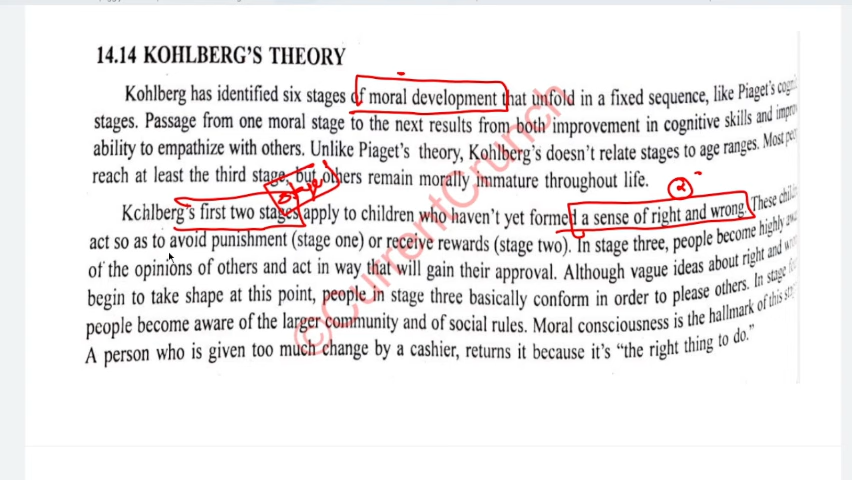 14.14 KOHLBERG'S THEORY
Kohlberg has identified six stages of moral development that unfold in a fixed sequence, like Piaget's
stages. Passage from one moral stage to the next results from both improvement in cognitive skills and
ability to empathize with others. Unlike Piaget's theory, Kohlberg's doesn't relate stages to age ranges. Most
reach at least the third stage, but others remain morally immature throughout life.
stage
2
Kchlberg's first two stages apply to children who haven't yet formed a sense of right and wrong. These
act so as to avoid punishment (stage one) or receive rewards (stage two). In stage three, people become highly
of the opinions of others and act in way that will gain their approval. Although vague ideas about right and
begin to take shape at this point, people in stage three basically conform in order to please others. In stage
people become aware of the larger community and of social rules. Moral consciousness is the hallmark of this
A person who is given too much change by a cashier, returns it because it's “the right thing to do.”
©CurrentCrunch